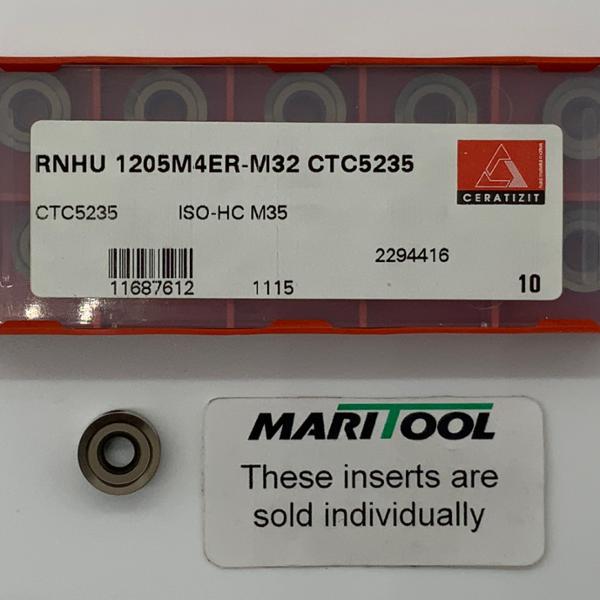 RNHU 1205M4ER-M32 CTC5235
CERATIZIT
CTC5235 ISO-HC M35
2294416
11687612 1115 10
MARITOOL
These inserts are
sold individually